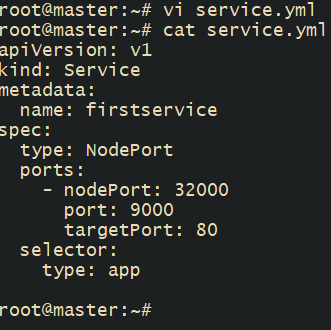 root@master:~# vi service.yml
root@master:~# cat service.yml
apiVersion: v1
kind: Service
metadata:
  name: firstservice
spec:
  type: NodePort
  ports:
    - nodePort: 32000
      port: 9000
      targetPort: 80
  selector:
    type: app

root@master:~#